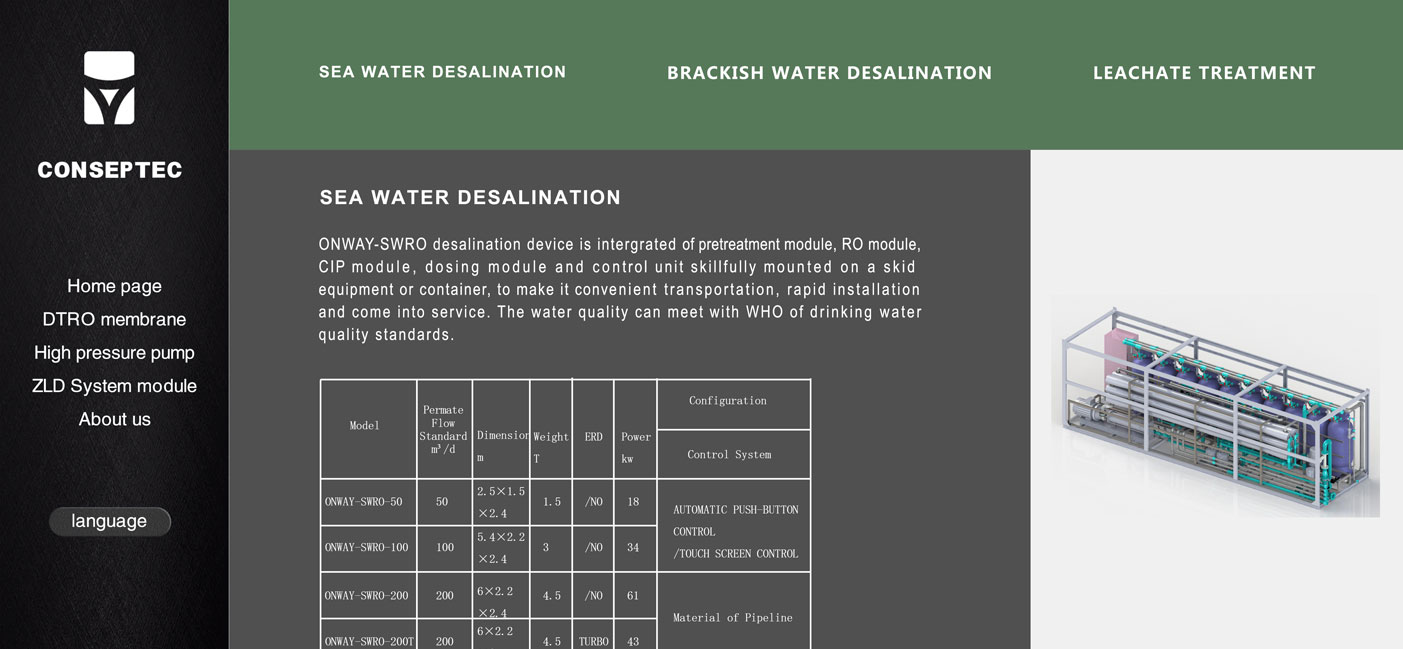 CONSEPTEC
Home page
DTRO membrane
High pressure pump
ZLD System module
About us
language
SEA WATER DESALINATION
BRACKISH WATER DESALINATION
LEACHATE TREATMENT
SEA WATER DESALINATION
ONWAY-SWRO desalination device is intergrated of pretreatment module, RO module,
CIP module, dosing module and control unit skillfully mounted on a skid
equipment or container, to make it convenient transportation, rapid installation
and come into service. The water quality can meet with WHO of drinking water
quality standards.
Model
Permate
Flow
Standard
m³/d
Dimension
m
Weight
T
ERD
Power
kw
Configuration
Control System
ONWAY-SWRO-50
50
2.5×1.5
×2.4
1.5
/NO
18
AUTOMATIC PUSH-BUTTON
CONTROL
/TOUCH SCREEN CONTROL
ONWAY-SWRO-100
100
5.4×2.2
×2.4
3
/NO
34
ONWAY-SWRO-200
200
6×2.2
×2.4
4.5
/NO
61
Material of Pipeline
ONWAY-SWRO-200T
200
6×2.2
4.5
TURBO
43